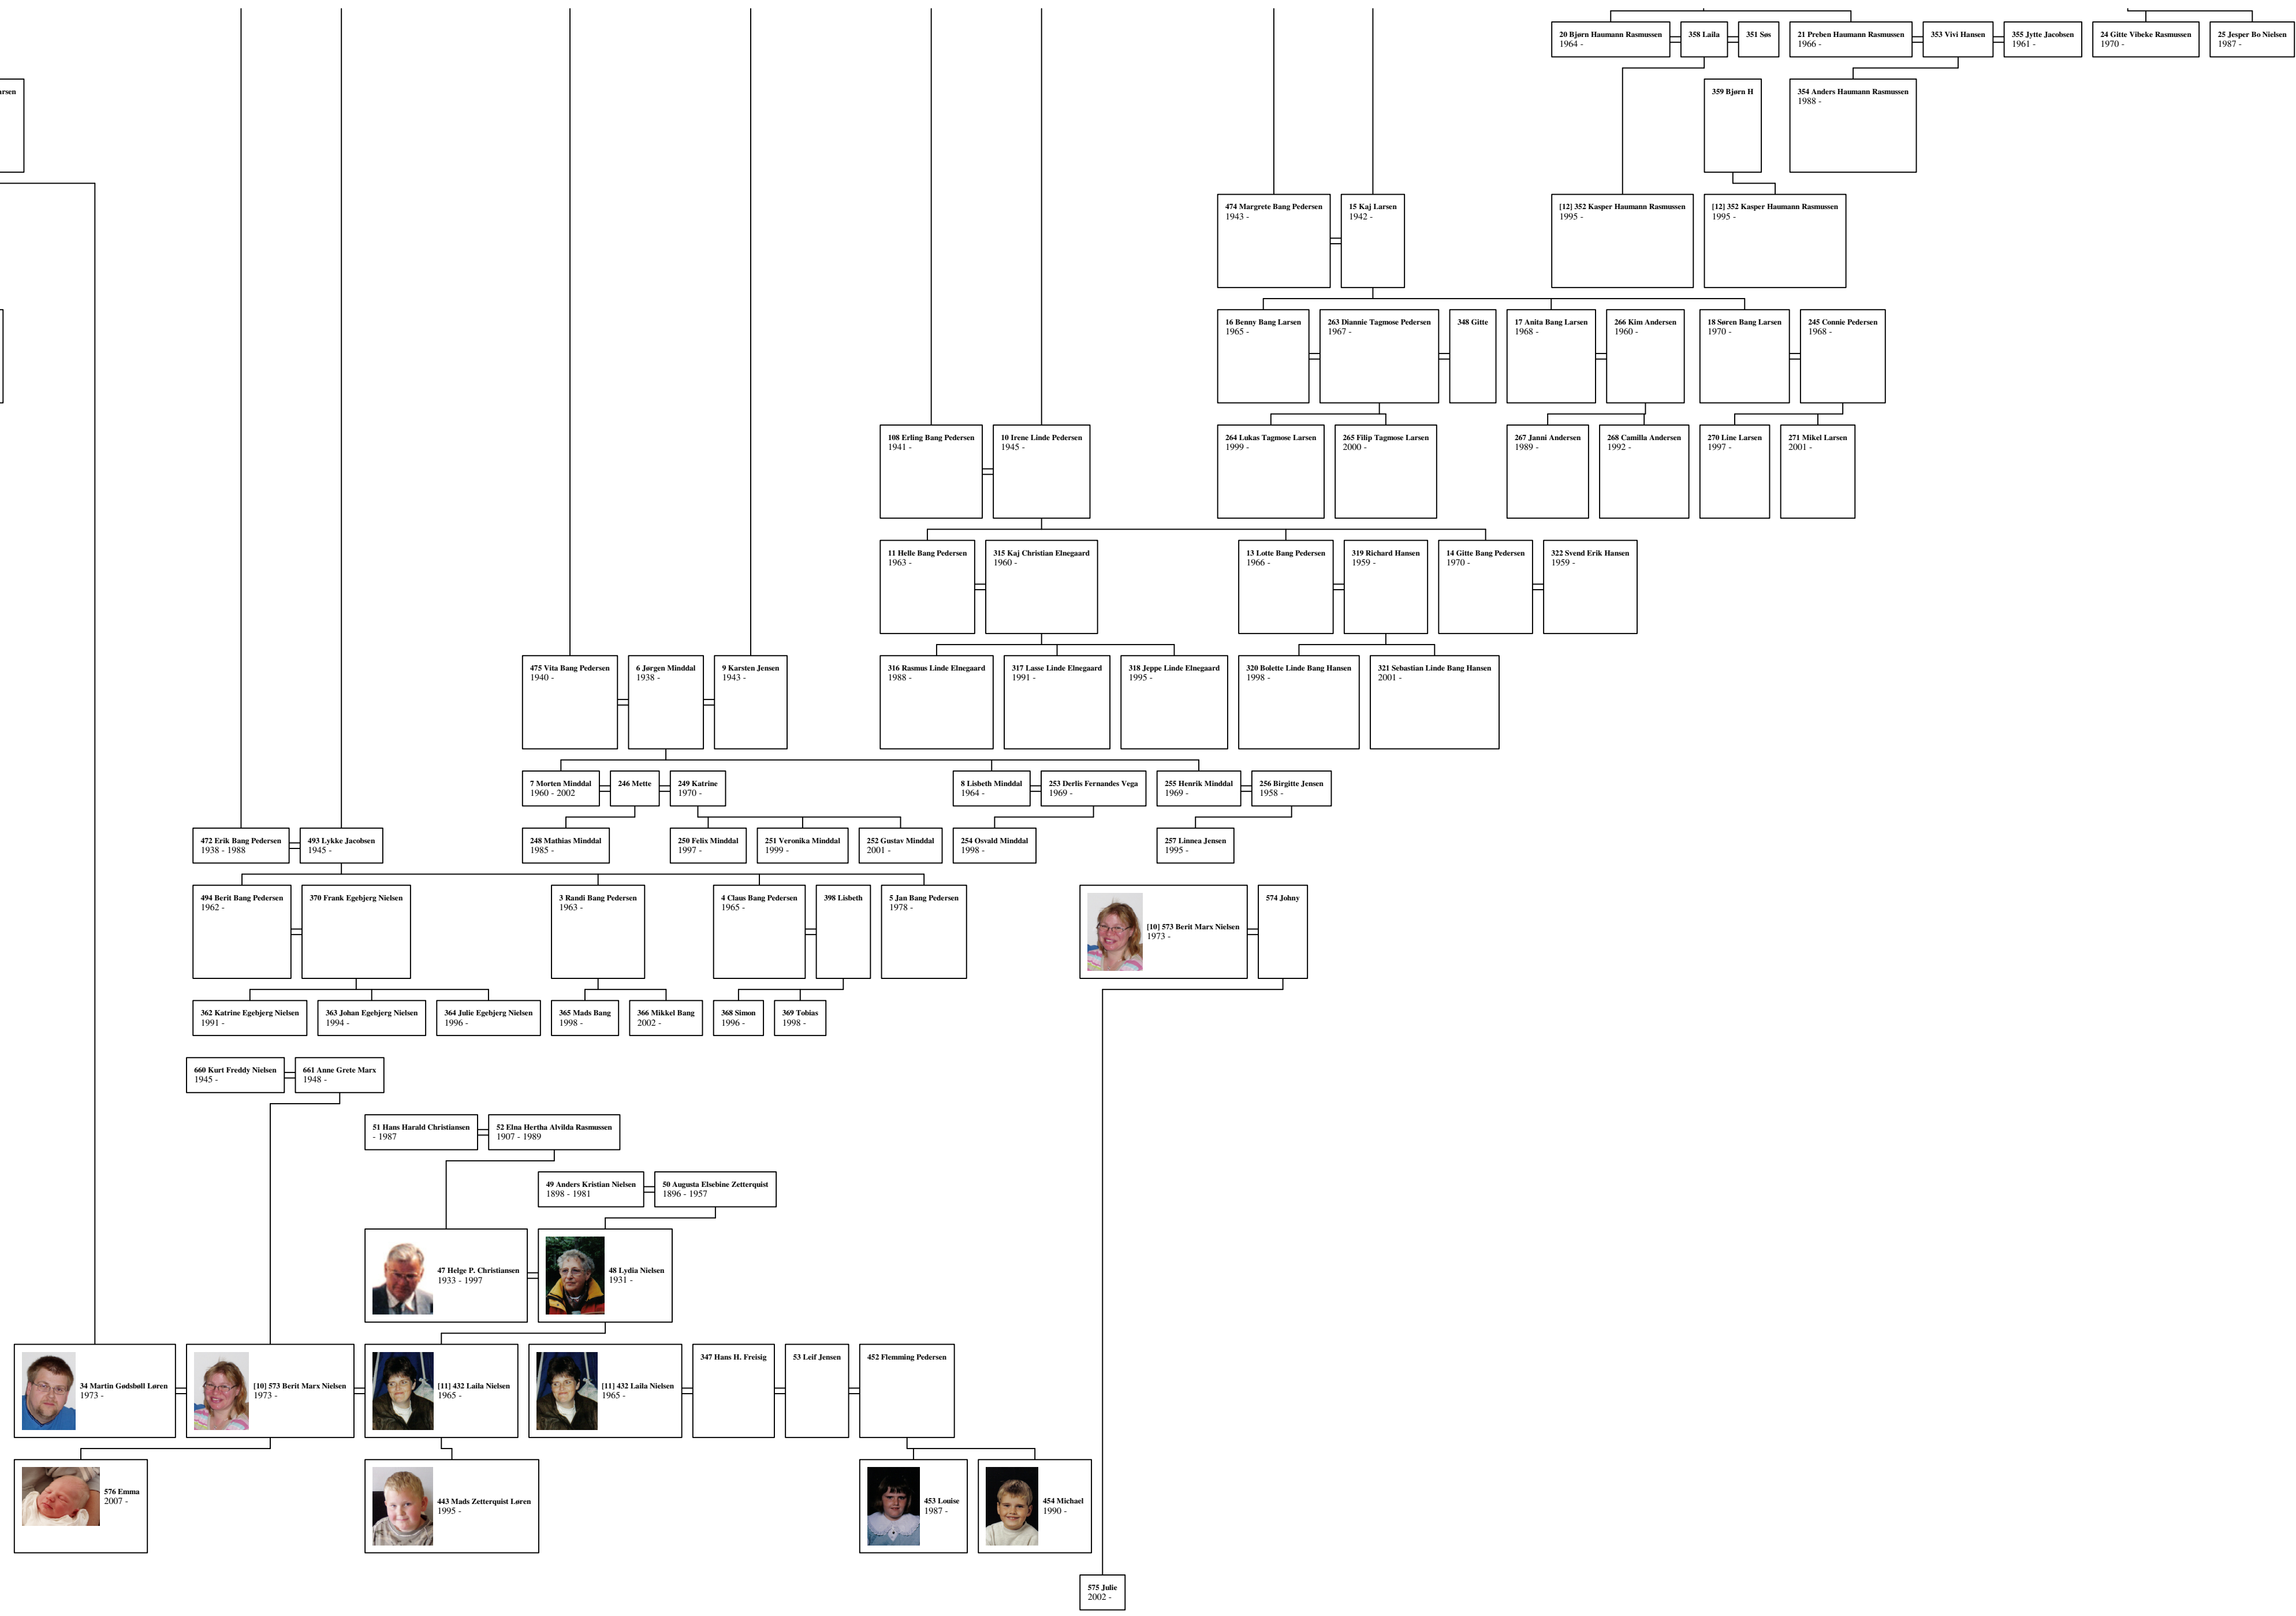 20 Bjørn Haumann Rasmussen
1964 -
358 Laila
351 Søs
21 Preben Haumann Rasmussen
1966 -
353 Vivi Hansen
355 Jytte Jacobsen
1961 -
24 Gitte Vibeke Rasmussen
1970 -
25 Jesper Bo Nielsen
1987 -
arsen
359 Bjørn H
354 Anders Haumann Rasmussen
1988 -
474 Margrete Bang Pedersen
1943 -
15 Kaj Larsen
1942 -
[12] 352 Kasper Haumann Rasmussen
1995 -
[12] 352 Kasper Haumann Rasmussen
1995 -
16 Benny Bang Larsen
1965 -
263 Diannie Tagmose Pedersen
1967 -
348 Gitte
17 Anita Bang Larsen
1968 -
266 Kim Andersen
1960 -
18 Søren Bang Larsen
1970 -
245 Connie Pedersen
1968 -
108 Erling Bang Pedersen
1941 -
10 Irene Linde Pedersen
1945 -
264 Lukas Tagmose Larsen
1999 -
265 Filip Tagmose Larsen
2000 -
267 Janni Andersen
1989 -
268 Camilla Andersen
1992 -
270 Line Larsen
1997 -
271 Mikel Larsen
2001 -
11 Helle Bang Pedersen
1963 -
315 Kaj Christian Elnegaard
1960 -
13 Lotte Bang Pedersen
1966 -
319 Richard Hansen
1959 -
14 Gitte Bang Pedersen
1970 -
322 Svend Erik Hansen
1959 -
475 Vita Bang Pedersen
1940 -
6 Jørgen Minddal
1938 -
9 Karsten Jensen
1943 -
316 Rasmus Linde Elnegaard
1988 -
317 Lasse Linde Elnegaard
1991 -
318 Jeppe Linde Elnegaard
1995 -
320 Bolette Linde Bang Hansen
1998 -
321 Sebastian Linde Bang Hansen
2001 -
7 Morten Minddal
1960 - 2002
246 Mette
249 Katrine
1970 -
8 Lisbeth Minddal
1964 -
253 Derlis Fernandes Vega
1969 -
255 Henrik Minddal
1969 -
256 Birgitte Jensen
1958 -
472 Erik Bang Pedersen
1938 - 1988
493 Lykke Jacobsen
1945 -
248 Mathias Minddal
1985 -
250 Felix Minddal
1997 -
251 Veronika Minddal
1999 -
252 Gustav Minddal
2001 -
254 Osvald Minddal
1998 -
257 Linnea Jensen
1995 -
494 Berit Bang Pedersen
1962 -
370 Frank Egebjerg Nielsen
3 Randi Bang Pedersen
1963 -
4 Claus Bang Pedersen
1965 -
398 Lisbeth
5 Jan Bang Pedersen
1978 -
[10] 573 Berit Marx Nielsen
1973 -
574 Johny
362 Katrine Egebjerg Nielsen
1991 -
363 Johan Egebjerg Nielsen
1994 -
364 Julie Egebjerg Nielsen
1996 -
365 Mads Bang
1998 -
366 Mikkel Bang
2002 -
368 Simon
1996 -
369 Tobias
1998 -
660 Kurt Freddy Nielsen
1945 -
661 Anne Grete Marx
1948 -
51 Hans Harald Christiansen
- 1987
52 Elna Hertha Alvilda Rasmussen
1907 - 1989
49 Anders Kristian Nielsen
1898 - 1981
50 Augusta Elsebine Zetterquist
1896 - 1957
47 Helge P. Christiansen
1933 - 1997
48 Lydia Nielsen
1931 -
34 Martin Gødsbøll Løren
1973 -
[10] 573 Berit Marx Nielsen
1973 -
[11] 432 Laila Nielsen
1965 -
[11] 432 Laila Nielsen
1965 -
347 Hans H. Freisig
53 Leif Jensen
452 Flemming Pedersen
576 Emma
2007 -
443 Mads Zetterquist Løren
1995 -
453 Louise
1987 -
454 Michael
1990 -
575 Julie
2002 -